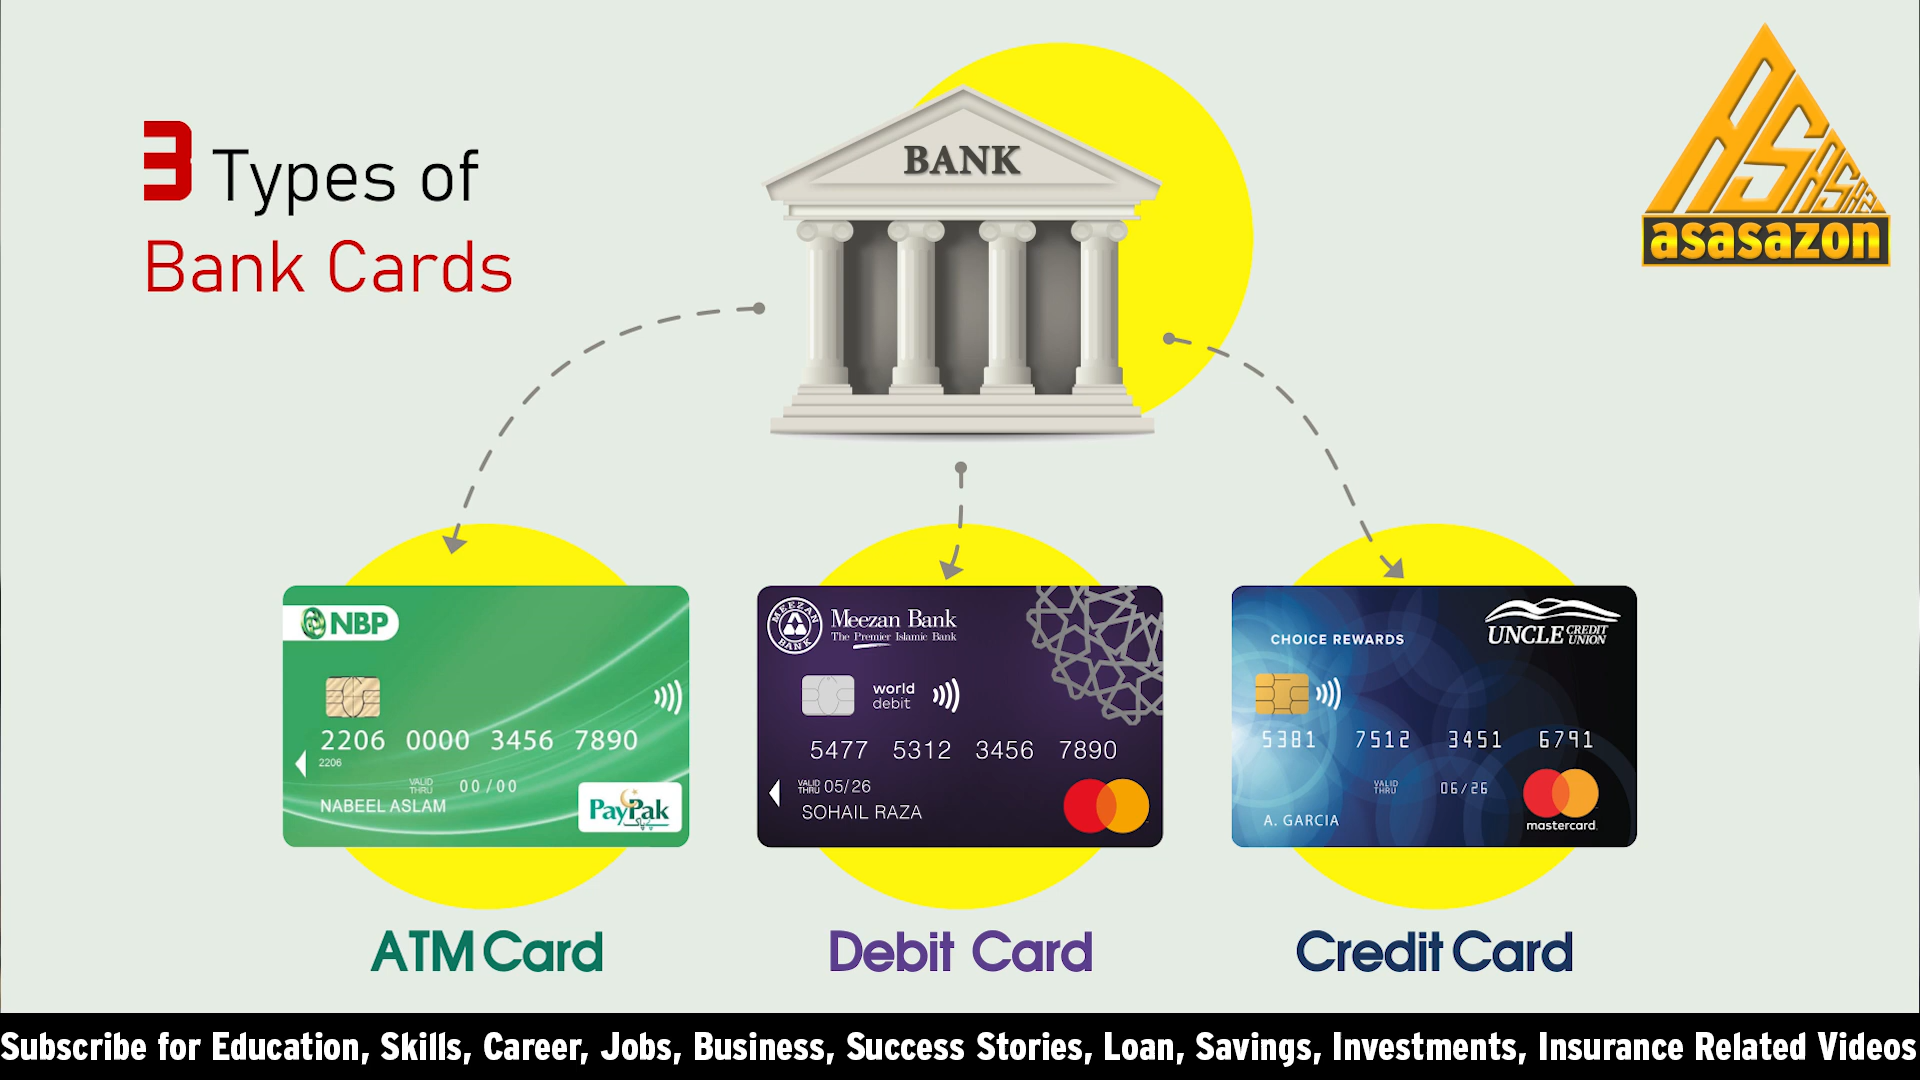 3 Types of
Bank Cards
BANK
ASASASAZ
asasazon
NBP
2206 0000 3456 7890
2206
VALID THRU 00/00
NABEEL ASLAM
PayPak
ATM Card
MEEZAN BANK
Meezan Bank
The Premier Islamic Bank
world
debit
5477 5312 3456 7890
VALID THRU 05/26
SOHAIL RAZA
Debit Card
CHOICE REWARDS
UNCLE CREDIT UNION
5381 7512 3451 6791
VALID THRU 06/26
A. GARCIA
mastercard.
Credit Card
Subscribe for Education, Skills, Career, Jobs, Business, Success Stories, Loan, Savings, Investments, Insurance Related Videos